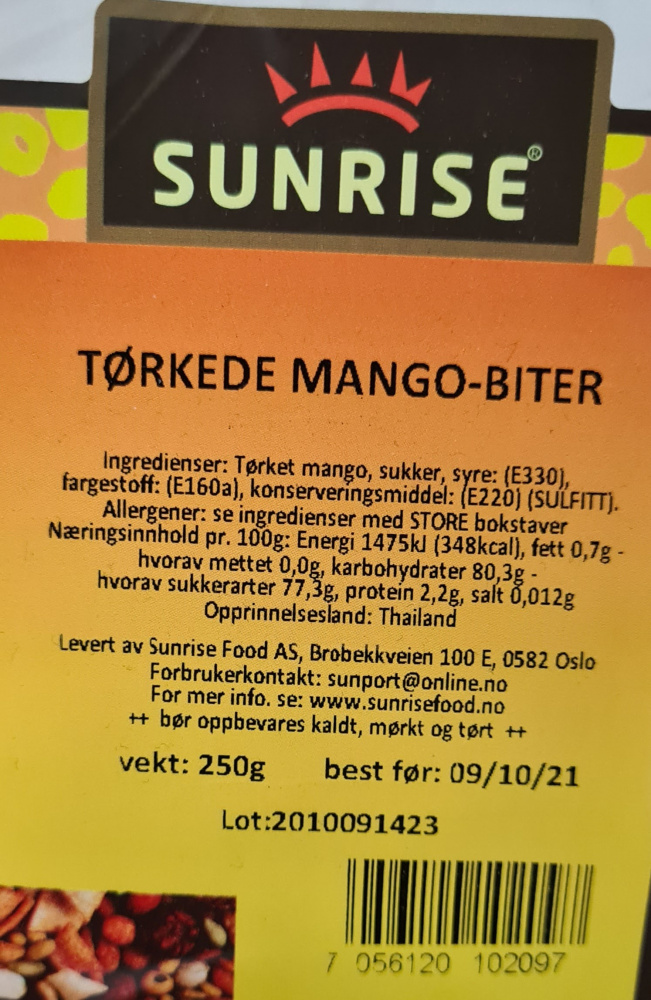 SUNRISE®
TØRKEDE MANGO-BITER
Ingredienser: Tørket mango, sukker, syre: (E330),
fargestoff: (E160a), konserveringsmiddel: (E220) (SULFITT).
Allergener: se ingredienser med STORE bokstaver
Næringsinnhold pr. 100g: Energi 1475kJ (348kcal), fett 0,7g -
hvorav mettet 0,0g, karbohydrater 80,3g -
hvorav sukkerarter 77,3g, protein 2,2g, salt 0,012g
Opprinnelsesland: Thailand
Levert av Sunrise Food AS, Brobekkveien 100 E, 0582 Oslo
Forbrukerkontakt: sunport@online.no
For mer info. se: www.sunrisefood.no
++ bør oppbevares kaldt, mørkt og tørt ++
vekt: 250g best før: 09/10/21
Lot:2010091423
7 056120 102097